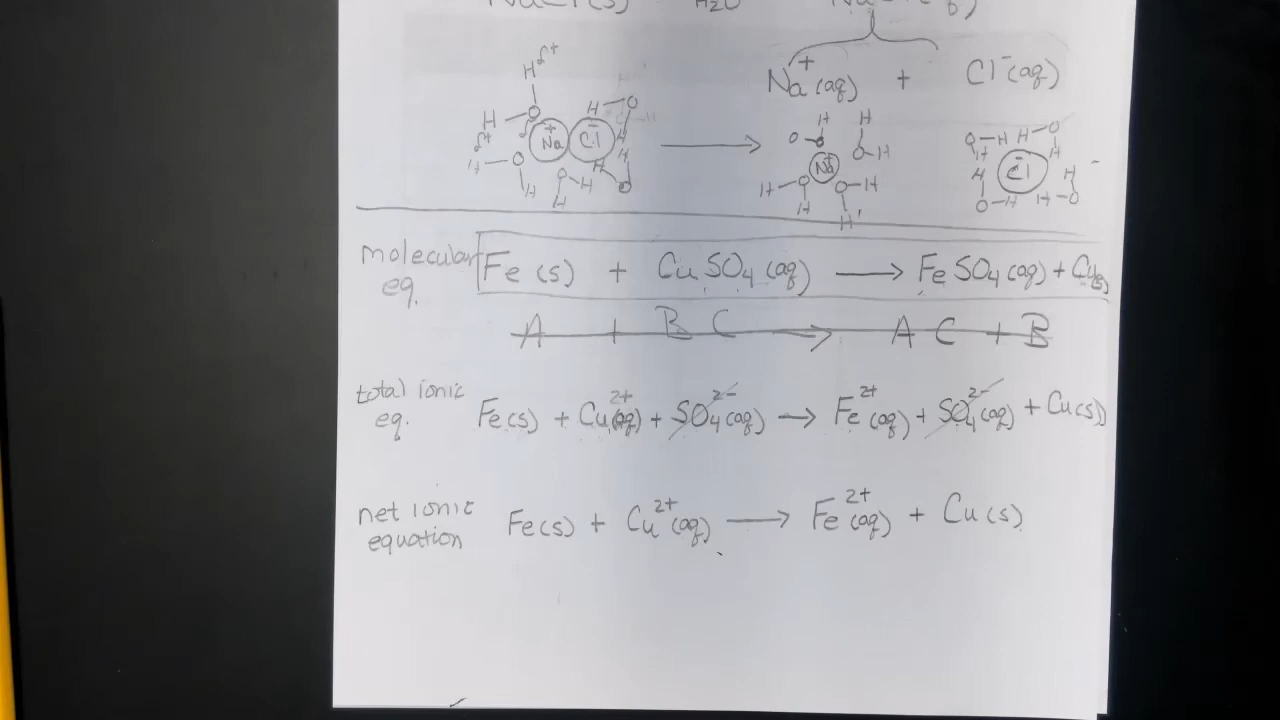 H₂O
Na⁺(aq) + Cl⁻(aq)
H δ+
H O H O
δ+ δ- Na⁺ Cl⁻ H
H O H H
H O H O
H
H H
O O O H
Na⁺
H O O H
H H
O H H O
H Cl⁻ H
H H
O H H O
molecular eq. Fe(s) + CuSO₄(aq) ⟶ FeSO₄(aq) + Cu(s)
A + B C ⟶ A C + B
total ionic eq. Fe(s) + Cu²⁺(aq) + SO₄²⁻(aq) ⟶ Fe²⁺(aq) + SO₄²⁻(aq) + Cu(s)
net ionic equation Fe(s) + Cu²⁺(aq) ⟶ Fe²⁺(aq) + Cu(s)